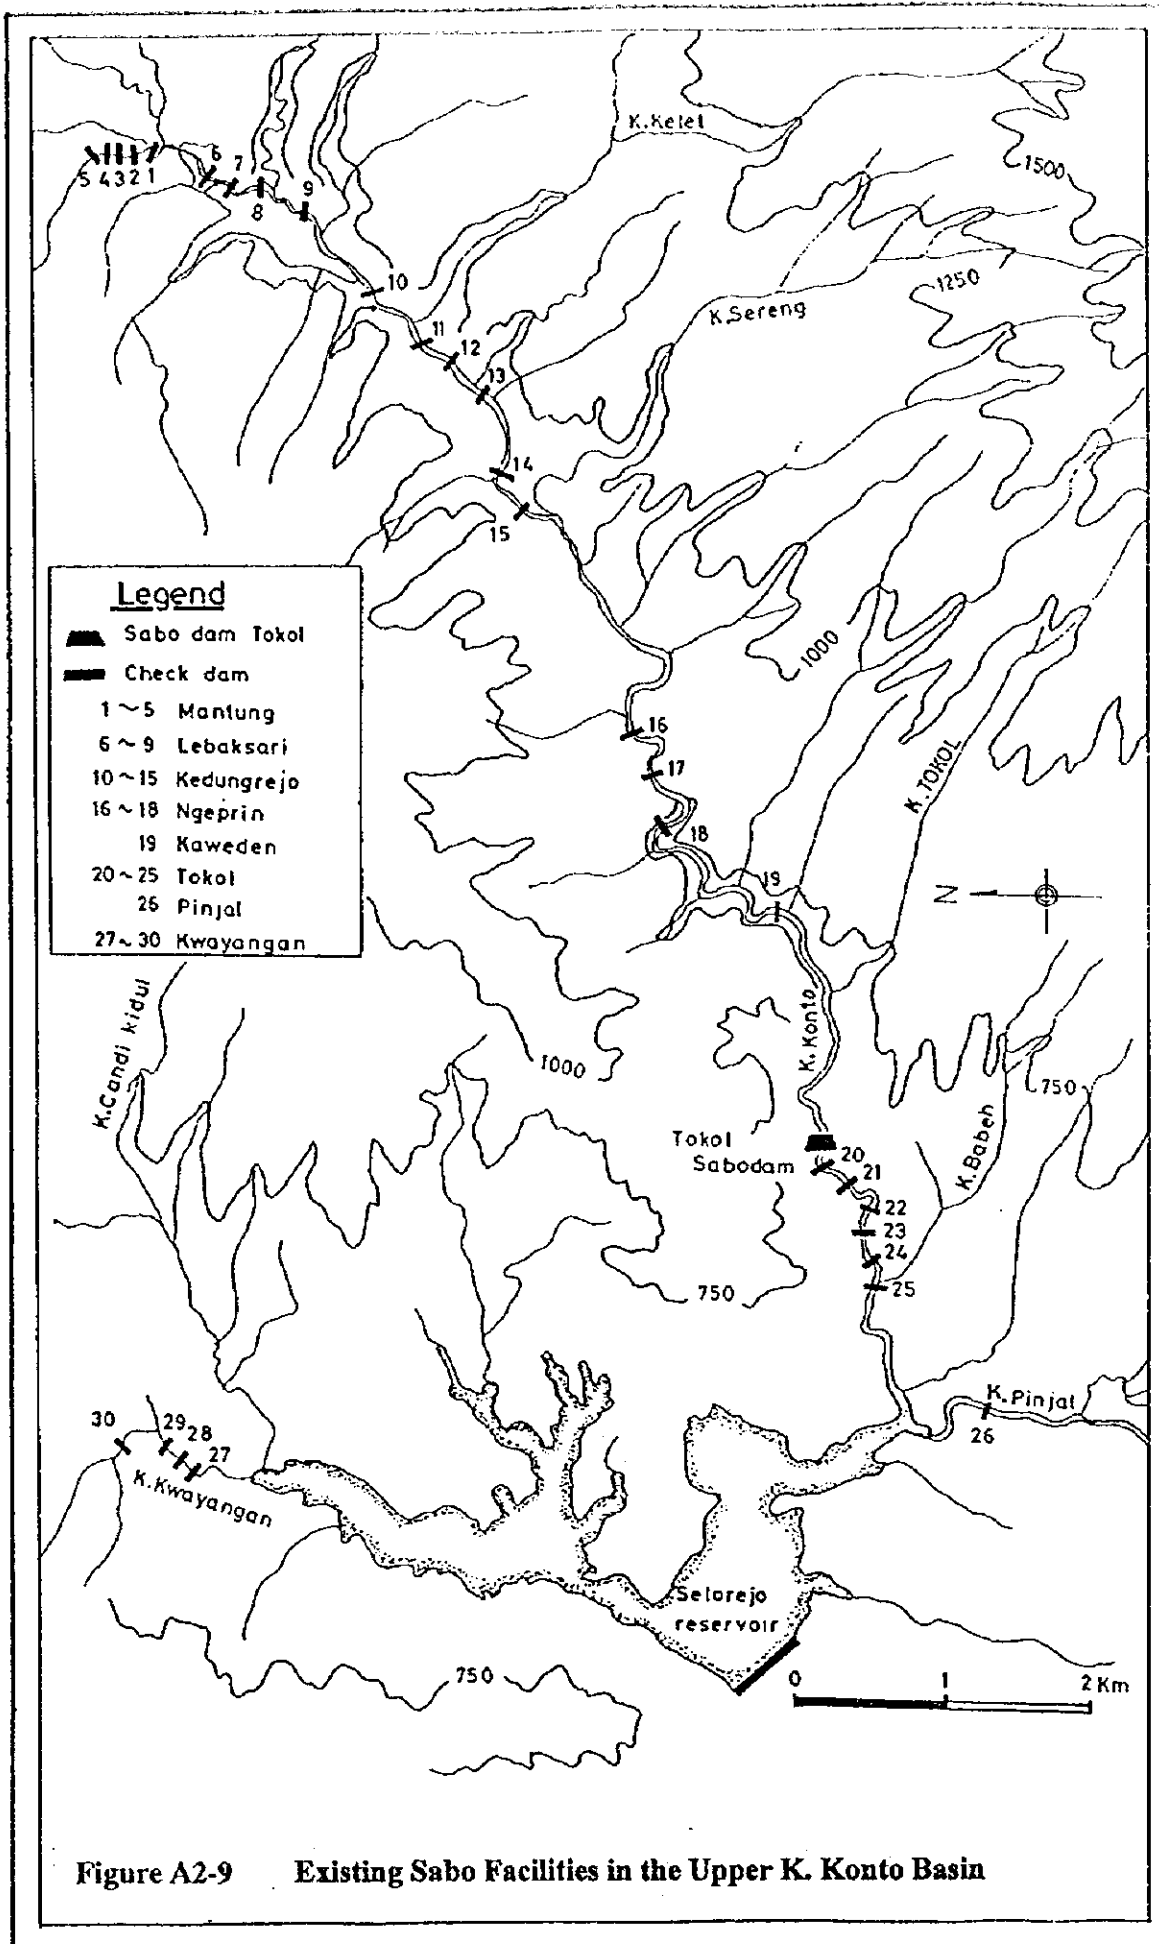 K.Kelet
1500
5 4 3 2 1
6
7
8
9
1250
10
K.Sereng
11
12
13
14
15
Legend
Sabo dam Tokol
Check dam
1 ~ 5 Mantung
6 ~ 9 Lebaksari
10 ~ 15 Kedungrejo
16 ~ 18 Ngeprin
19 Kaweden
20 ~ 25 Tokol
26 Pinjal
27 ~ 30 Kwayangan
1000
16
17
K.TOKOL
18
19
N
K.Candi kidul
K.Konto
1000
750
K.Babeh
Tokol
Sabodam
20
21
22
23
24
25
750
K.Pinjal
26
30
29
28
27
K.Kwayangan
Selorejo
reservoir
750
0 1 2 Km
Figure A2-9 Existing Sabo Facilities in the Upper K. Konto Basin